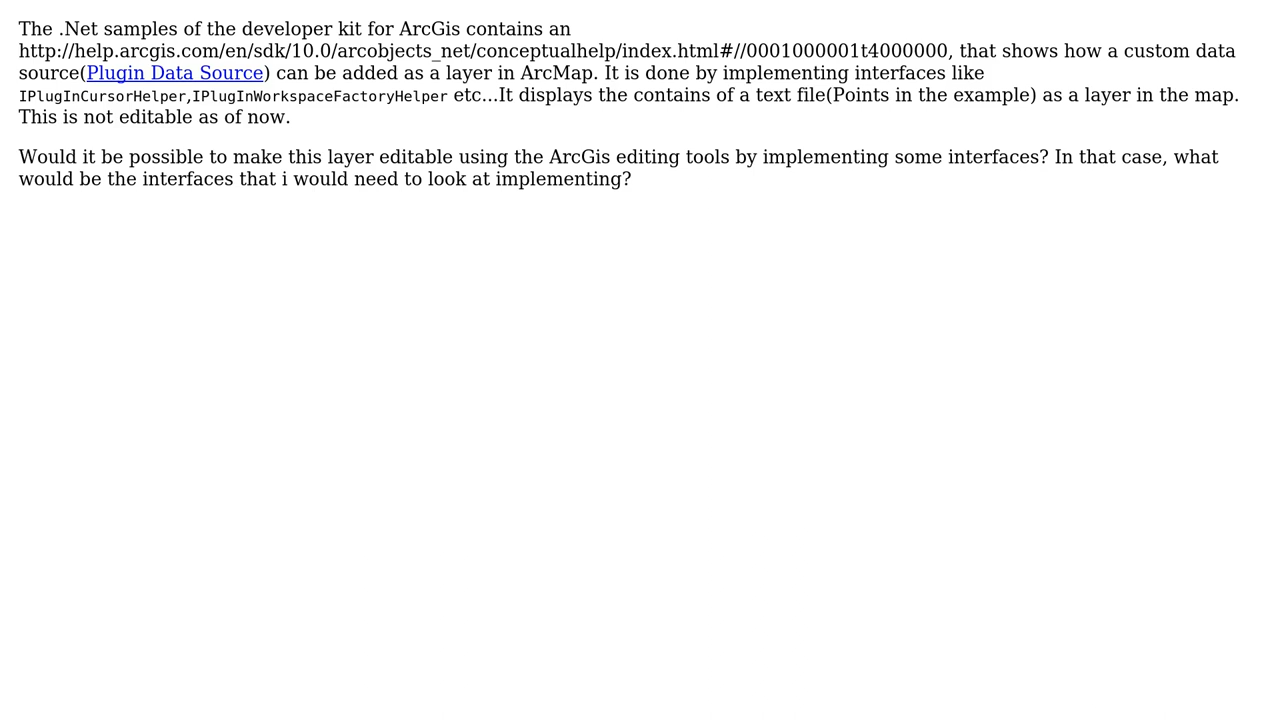 The .Net samples of the developer kit for ArcGis contains an
http://help.arcgis.com/en/sdk/10.0/arcobjects_net/conceptualhelp/index.html#//0001000001t4000000, that shows how a custom data
source(Plugin Data Source) can be added as a layer in ArcMap. It is done by implementing interfaces like
IPlugInCursorHelper,IPlugInWorkspaceFactoryHelper etc...It displays the contains of a text file(Points in the example) as a layer in the map.
This is not editable as of now.
Would it be possible to make this layer editable using the ArcGis editing tools by implementing some interfaces? In that case, what
would be the interfaces that i would need to look at implementing?